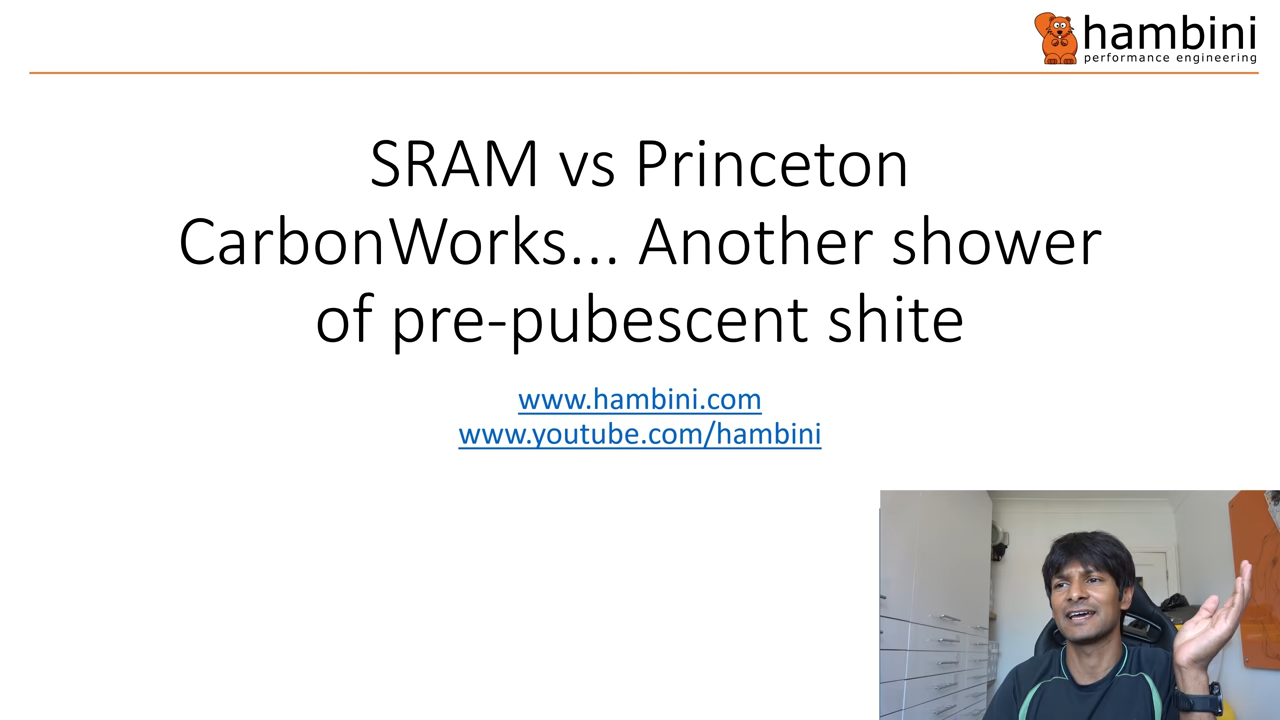 hambini
performance engineering
SRAM vs Princeton
CarbonWorks... Another shower
of pre-pubescent shite
www.hambini.com
www.youtube.com/hambini